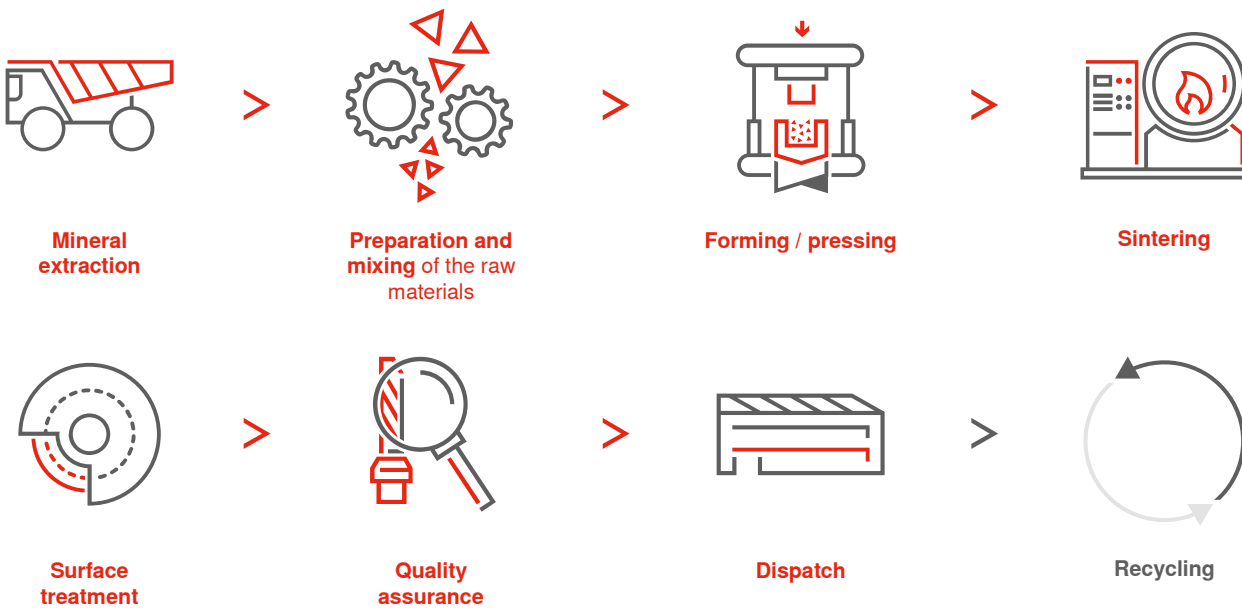 Mineral
extraction
Preparation and
mixing of the raw
materials
Forming / pressing
Sintering
Surface
treatment
Quality
assurance
Dispatch
Recycling